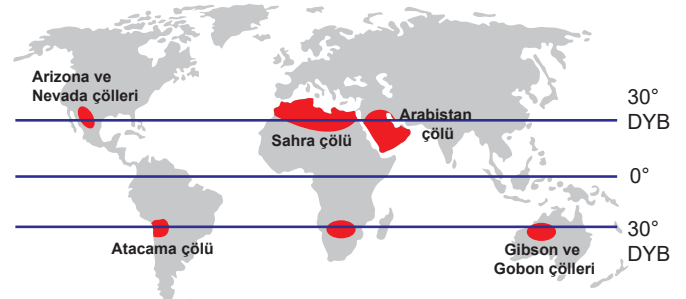 Arizona ve
Nevada çölleri
30°
DYB
Arabistan
çölü
Sahra çölü
0°
30°
DYB
Atacama çölü
Gibson ve
Gobon çölleri